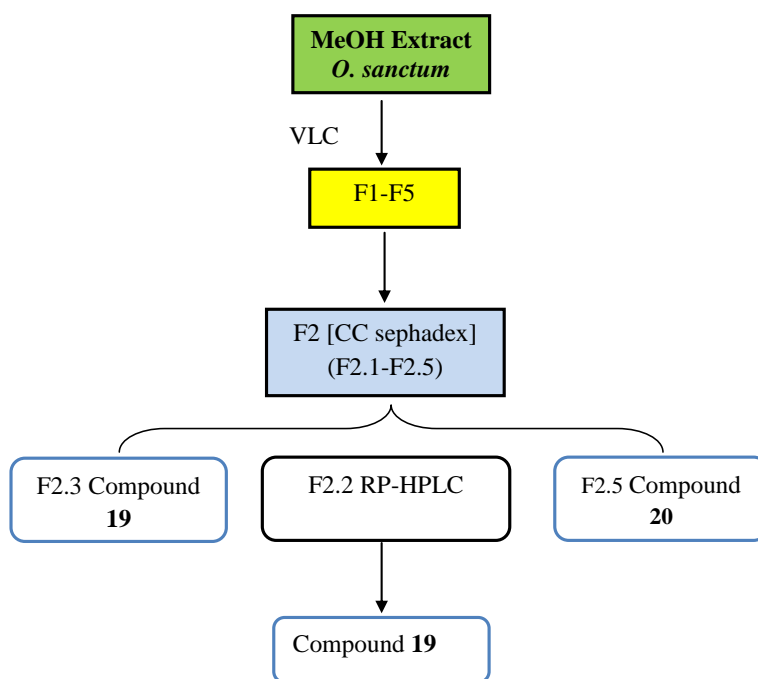 MeOH Extract
O. sanctum
VLC
F1-F5
F2 [CC sephadex]
(F2.1-F2.5)
F2.3 Compound
19
F2.2 RP-HPLC
F2.5 Compound
20
Compound 19